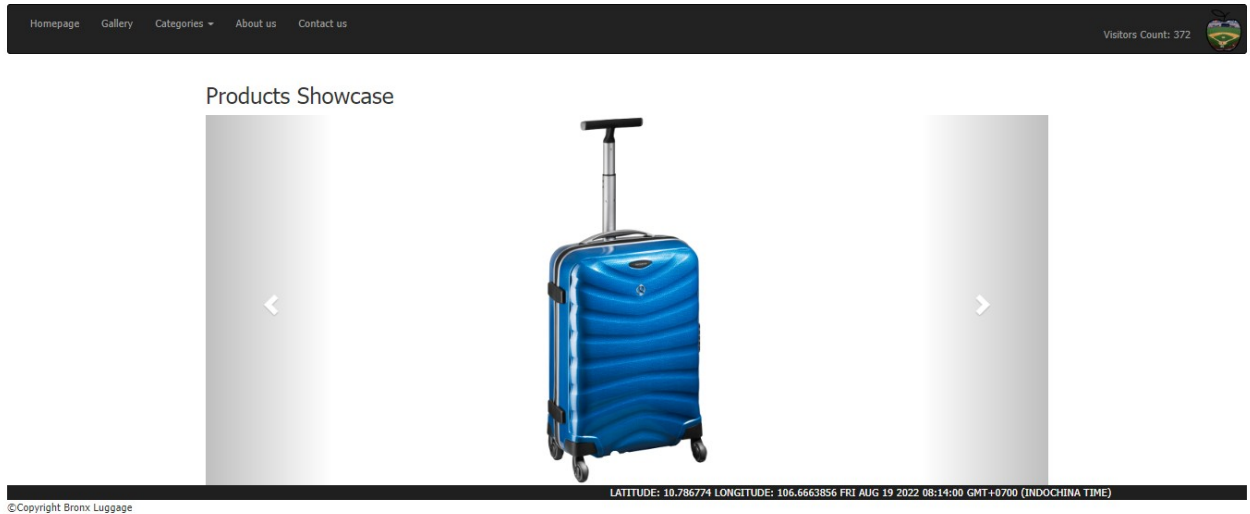 Homepage Gallery Categories About us Contact us
Visitors Count: 372
Products Showcase
LATITUDE: 10.786774 LONGITUDE: 106.6663856 FRI AUG 19 2022 08:14:00 GMT+0700 (INDOCHINA TIME)
©Copyright Bronx Luggage